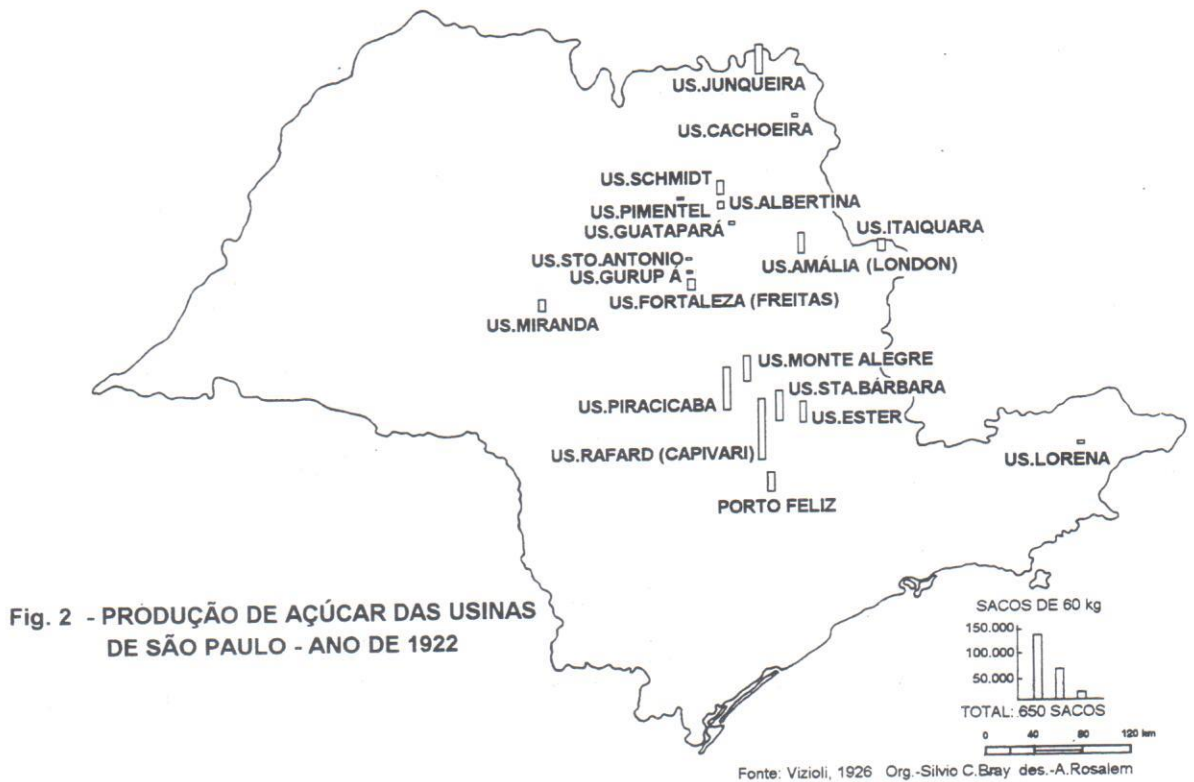 US.JUNQUEIRA
US.CACHOEIRA
US.SCHMIDT
US.PIMENTEL
US.ALBERTINA
US.GUATAPARÁ
US.ITAIQUARA
US.STO.ANTONIO
US.AMÁLIA (LONDON)
US.GURUP Á
US.FORTALEZA (FREITAS)
US.MIRANDA
US.MONTE ALEGRE
US.STA.BÁRBARA
US.PIRACICABA
US.ESTER
US.RAFARD (CAPIVARI)
US.LORENA
PORTO FELIZ
Fig. 2 - PRODUÇÃO DE AÇÚCAR DAS USINAS
DE SÃO PAULO - ANO DE 1922
SACOS DE 60 kg
150.000
100.000
50.000
TOTAL: 650 SACOS
0 40 80 120 km
Fonte: Vizioli, 1926 Org.-Silvio C.Bray des.-A.Rosalem